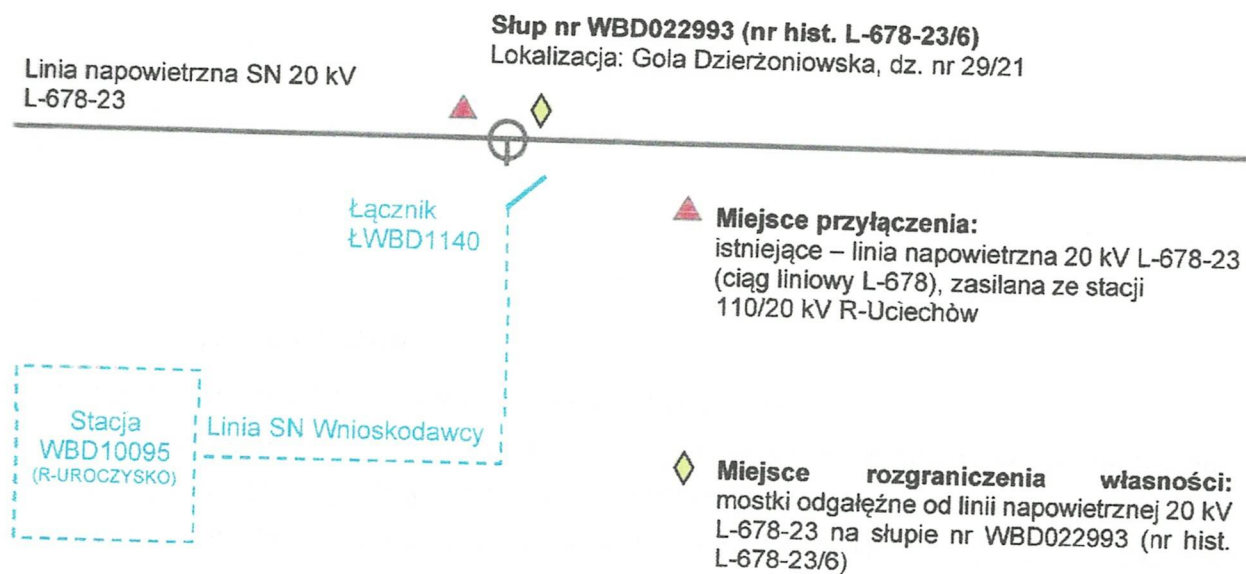 Słup nr WBD022993 (nr hist. L-678-23/6)
Lokalizacja: Gola Dzierżoniowska, dz. nr 29/21
Linia napowietrzna SN 20 kV
L-678-23
Łącznik
ŁWBD1140
Miejsce przyłączenia:
istniejące – linia napowietrzna 20 kV L-678-23
(ciąg liniowy L-678), zasilana ze stacji
110/20 kV R-Uciechów
Stacja
WBD10095
(R-UROCZYSKO)
Linia SN Wnioskodawcy
Miejsce rozgraniczenia własności:
mostki odgałęźne od linii napowietrznej 20 kV
L-678-23 na słupie nr WBD022993 (nr hist.
L-678-23/6)